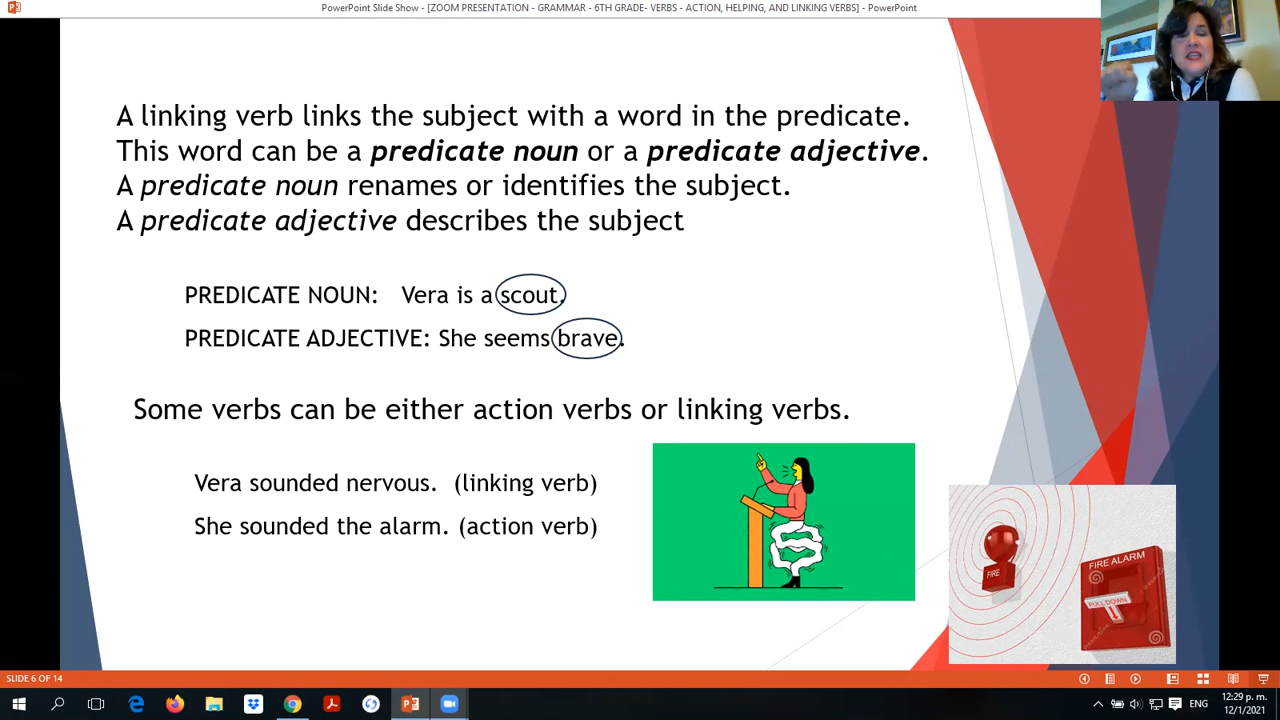 PowerPoint Slide Show - [ZOOM PRESENTATION - GRAMMAR - 6TH GRADE- VERBS - ACTION, HELPING, AND LINKING VERBS] - PowerPoint
A linking verb links the subject with a word in the predicate.
This word can be a predicate noun or a predicate adjective.
A predicate noun renames or identifies the subject.
A predicate adjective describes the subject
PREDICATE NOUN: Vera is a scout.
PREDICATE ADJECTIVE: She seems brave.
Some verbs can be either action verbs or linking verbs.
Vera sounded nervous. (linking verb)
She sounded the alarm. (action verb)
FIRE
FIRE ALARM
PULL DOWN
SLIDE 6 OF 14
ENG
12:29 p. m.
12/1/2021